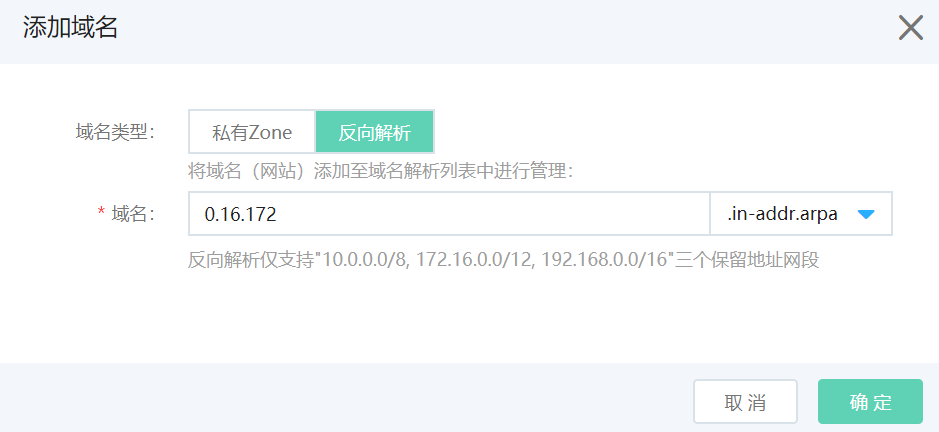 添加域名
域名类型： 私有Zone 反向解析
将域名（网站）添加至域名解析列表中进行管理：
* 域名： 0.16.172 .in-addr.arpa
反向解析仅支持"10.0.0.0/8, 172.16.0.0/12, 192.168.0.0/16"三个保留地址网段
取 消 确 定